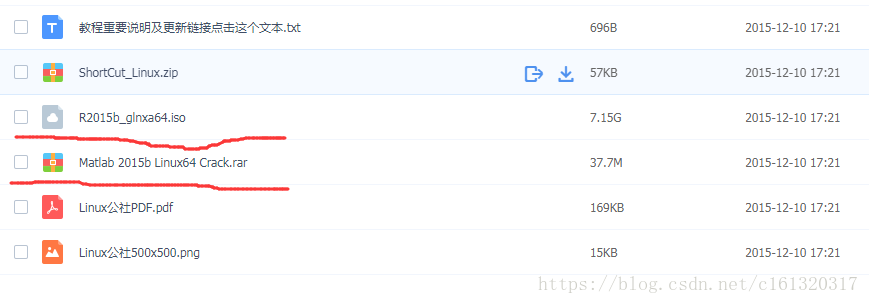 教程重要说明及更新链接点击这个文本.txt 696B 2015-12-10 17:21
ShortCut_Linux.zip 57KB 2015-12-10 17:21
R2015b_glnxa64.iso 7.15G 2015-12-10 17:21
Matlab 2015b Linux64 Crack.rar 37.7M 2015-12-10 17:21
Linux公社PDF.pdf 169KB 2015-12-10 17:21
Linux公社500x500.png 15KB 2015-12-10 17:21
https://blog.csdn.net/c161320317